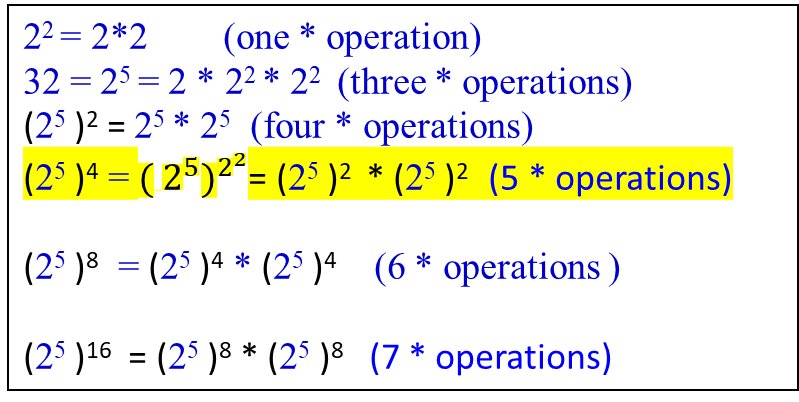 2² = 2*2 (one * operation)
32 = 2⁵ = 2 * 2² * 2² (three * operations)
(2⁵ )² = 2⁵ * 2⁵ (four * operations)
(2⁵ )⁴ = ( 2⁵)^2² = (2⁵ )² * (2⁵ )² (5 * operations)
(2⁵ )⁸ = (2⁵ )⁴ * (2⁵ )⁴ (6 * operations )
(2⁵ )¹⁶ = (2⁵ )⁸ * (2⁵ )⁸ (7 * operations)